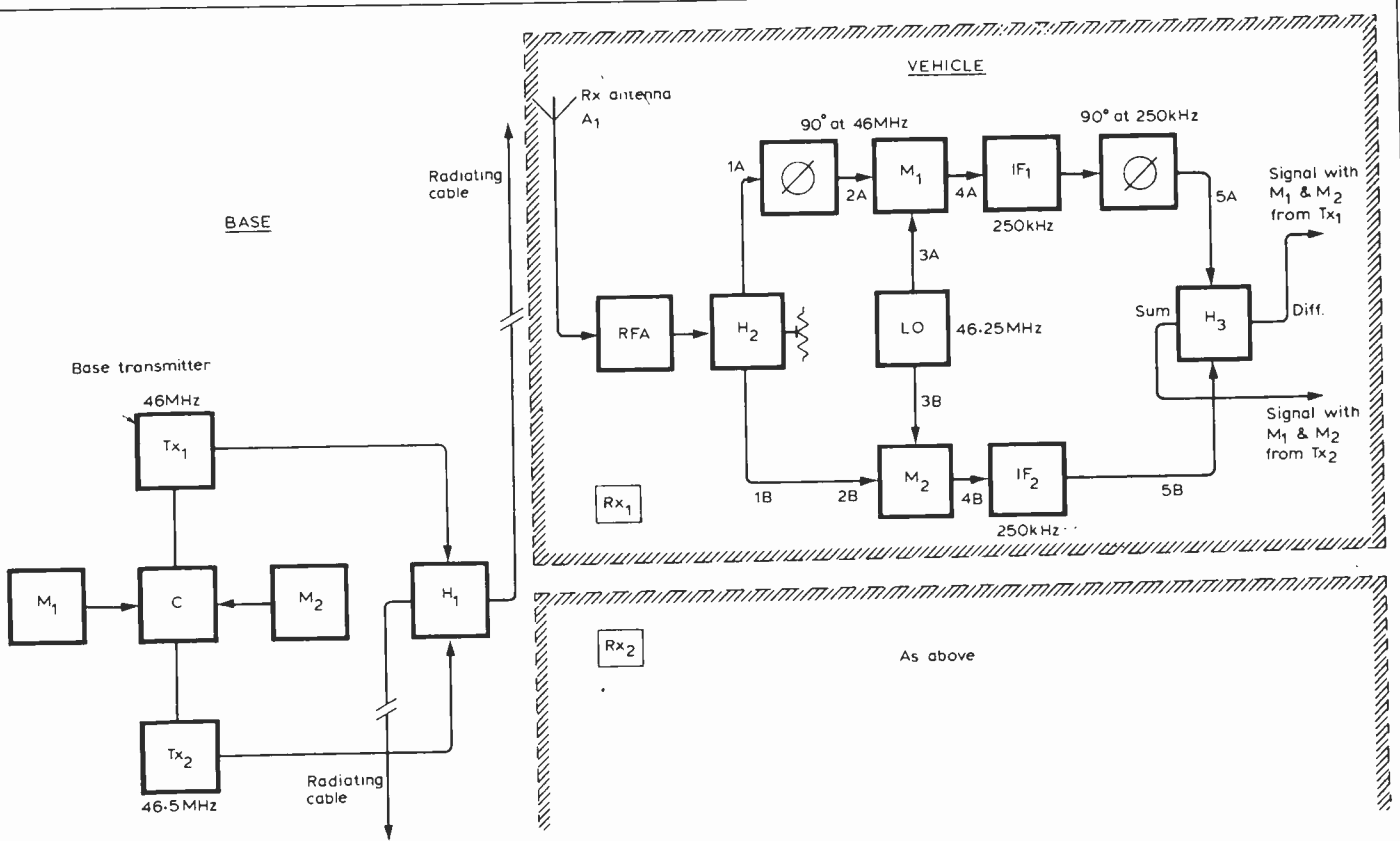 BASE
Base transmitter
46MHz
Tx1
M1
C
M2
Tx2
46·5MHz
H1
Radiating
cable
Radiating
cable
VEHICLE
Rx antenna
A1
RFA
H2
1A
90° at 46MHz
∅
2A
M1
4A
IF1
250kHz
90° at 250kHz
∅
5A
3A
LO
46·25MHz
3B
1B
2B
M2
4B
IF2
250kHz
5B
Sum
H3
Diff.
Signal with
M1 & M2
from Tx1
Signal with
M1 & M2
from Tx2
Rx1
Rx2
As above